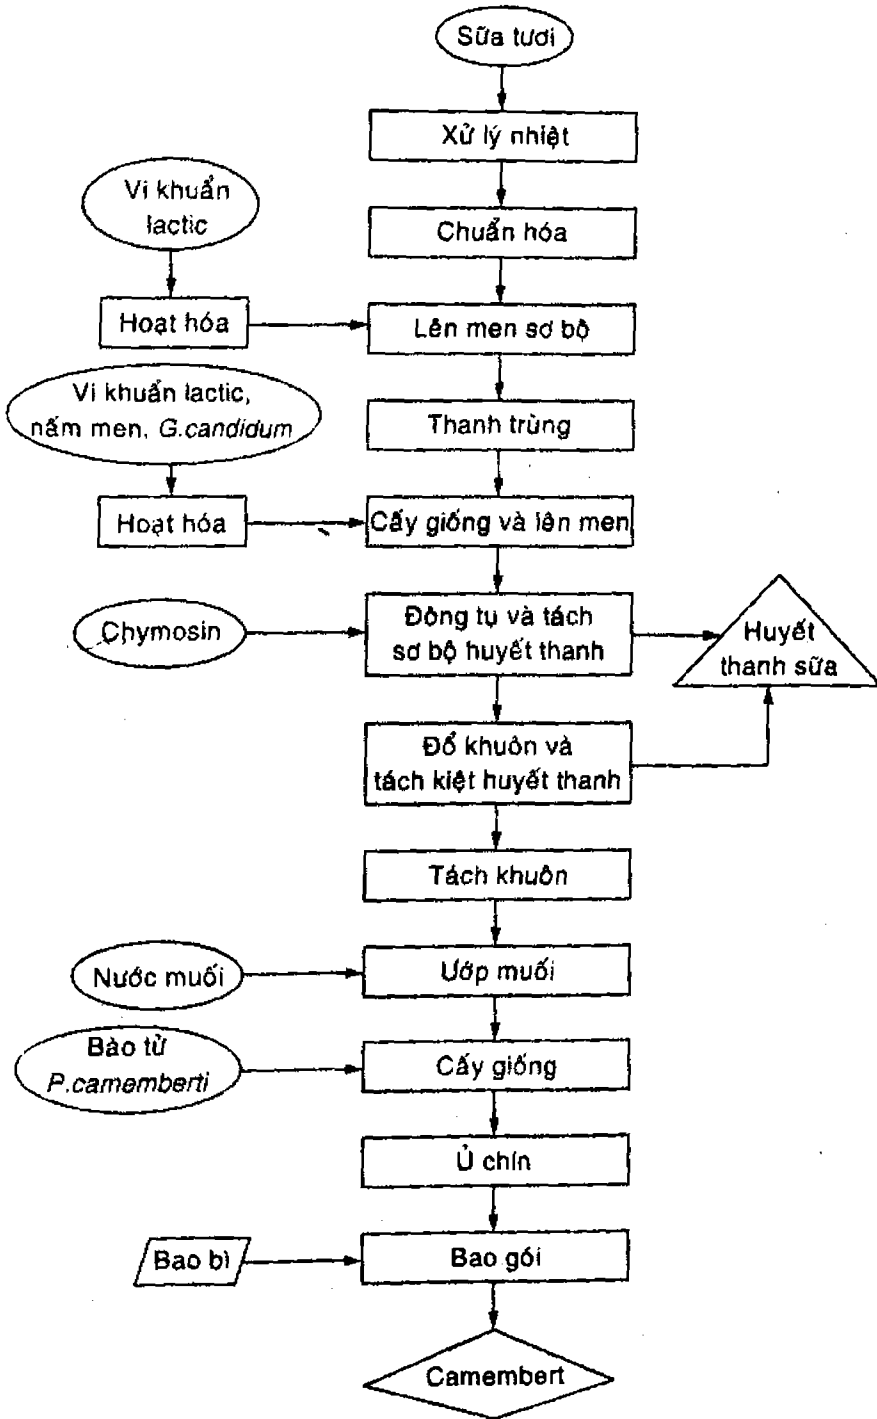 Sữa tươi
Xử lý nhiệt
Vi khuẩn
lactic
Chuẩn hóa
Hoạt hóa
Lên men sơ bộ
Vi khuẩn lactic,
nấm men, G.candidum
Thanh trùng
Hoạt hóa
Cấy giống và lên men
Chymosin
Đông tụ và tách
sơ bộ huyết thanh
Huyết
thanh sữa
Đổ khuôn và
tách kiệt huyết thanh
Tách khuôn
Nước muối
Ướp muối
Bào tử
P.camemberti
Cấy giống
Ủ chín
Bao bì
Bao gói
Camembert